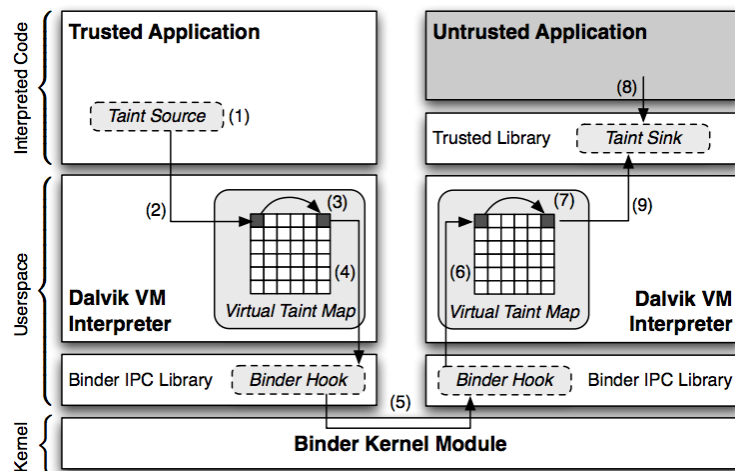 Interpreted Code
Trusted Application
Taint Source
(1)
(2)
(3)
(4)
Virtual Taint Map
Userspace
Dalvik VM
Interpreter
Binder IPC Library
Binder Hook
(5)
Untrusted Application
(8)
Trusted Library
Taint Sink
(7)
(9)
(6)
Virtual Taint Map
Dalvik VM
Interpreter
Binder Hook
Binder IPC Library
Kernel
Binder Kernel Module